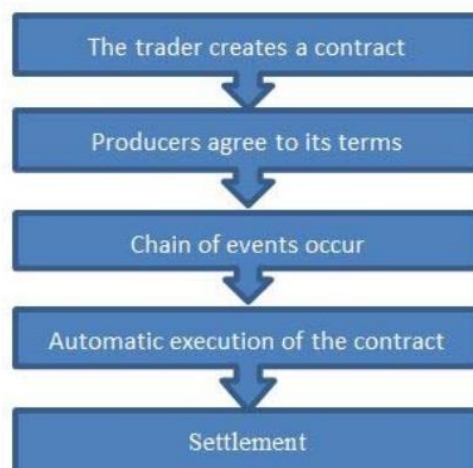 The trader creates a contract
Producers agree to its terms
Chain of events occur
Automatic execution of the contract
Settlement